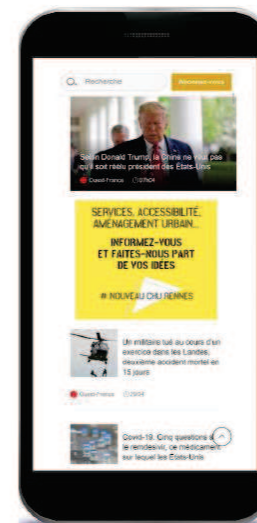 Recherche
Abonnez-vous
Selon Donald Trump, la Chine ne veut pas
qu'il soit réélu président des États-Unis
Ouest-France
SERVICES, ACCESSIBILITÉ,
AMÉNAGEMENT URBAIN...
INFORMEZ-VOUS
ET FAITES-NOUS PART
DE VOS IDÉES
# NOUVEAU CHU RENNES
Un militaire tué au cours d'un
exercice dans les Landes,
deuxième accident mortel en
15 jours
Ouest-France
Covid-19. Cinq questions
le remdesivir, ce médicament
sur lequel les États-Unis